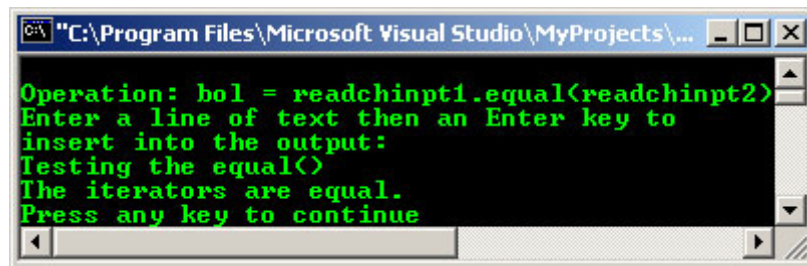 "C:\Program Files\Microsoft Visual Studio\MyProjects\...
Operation: bol = readchinpt1.equal(readchinpt2)
Enter a line of text then an Enter key to
insert into the output:
Testing the equal()
The iterators are equal.
Press any key to continue